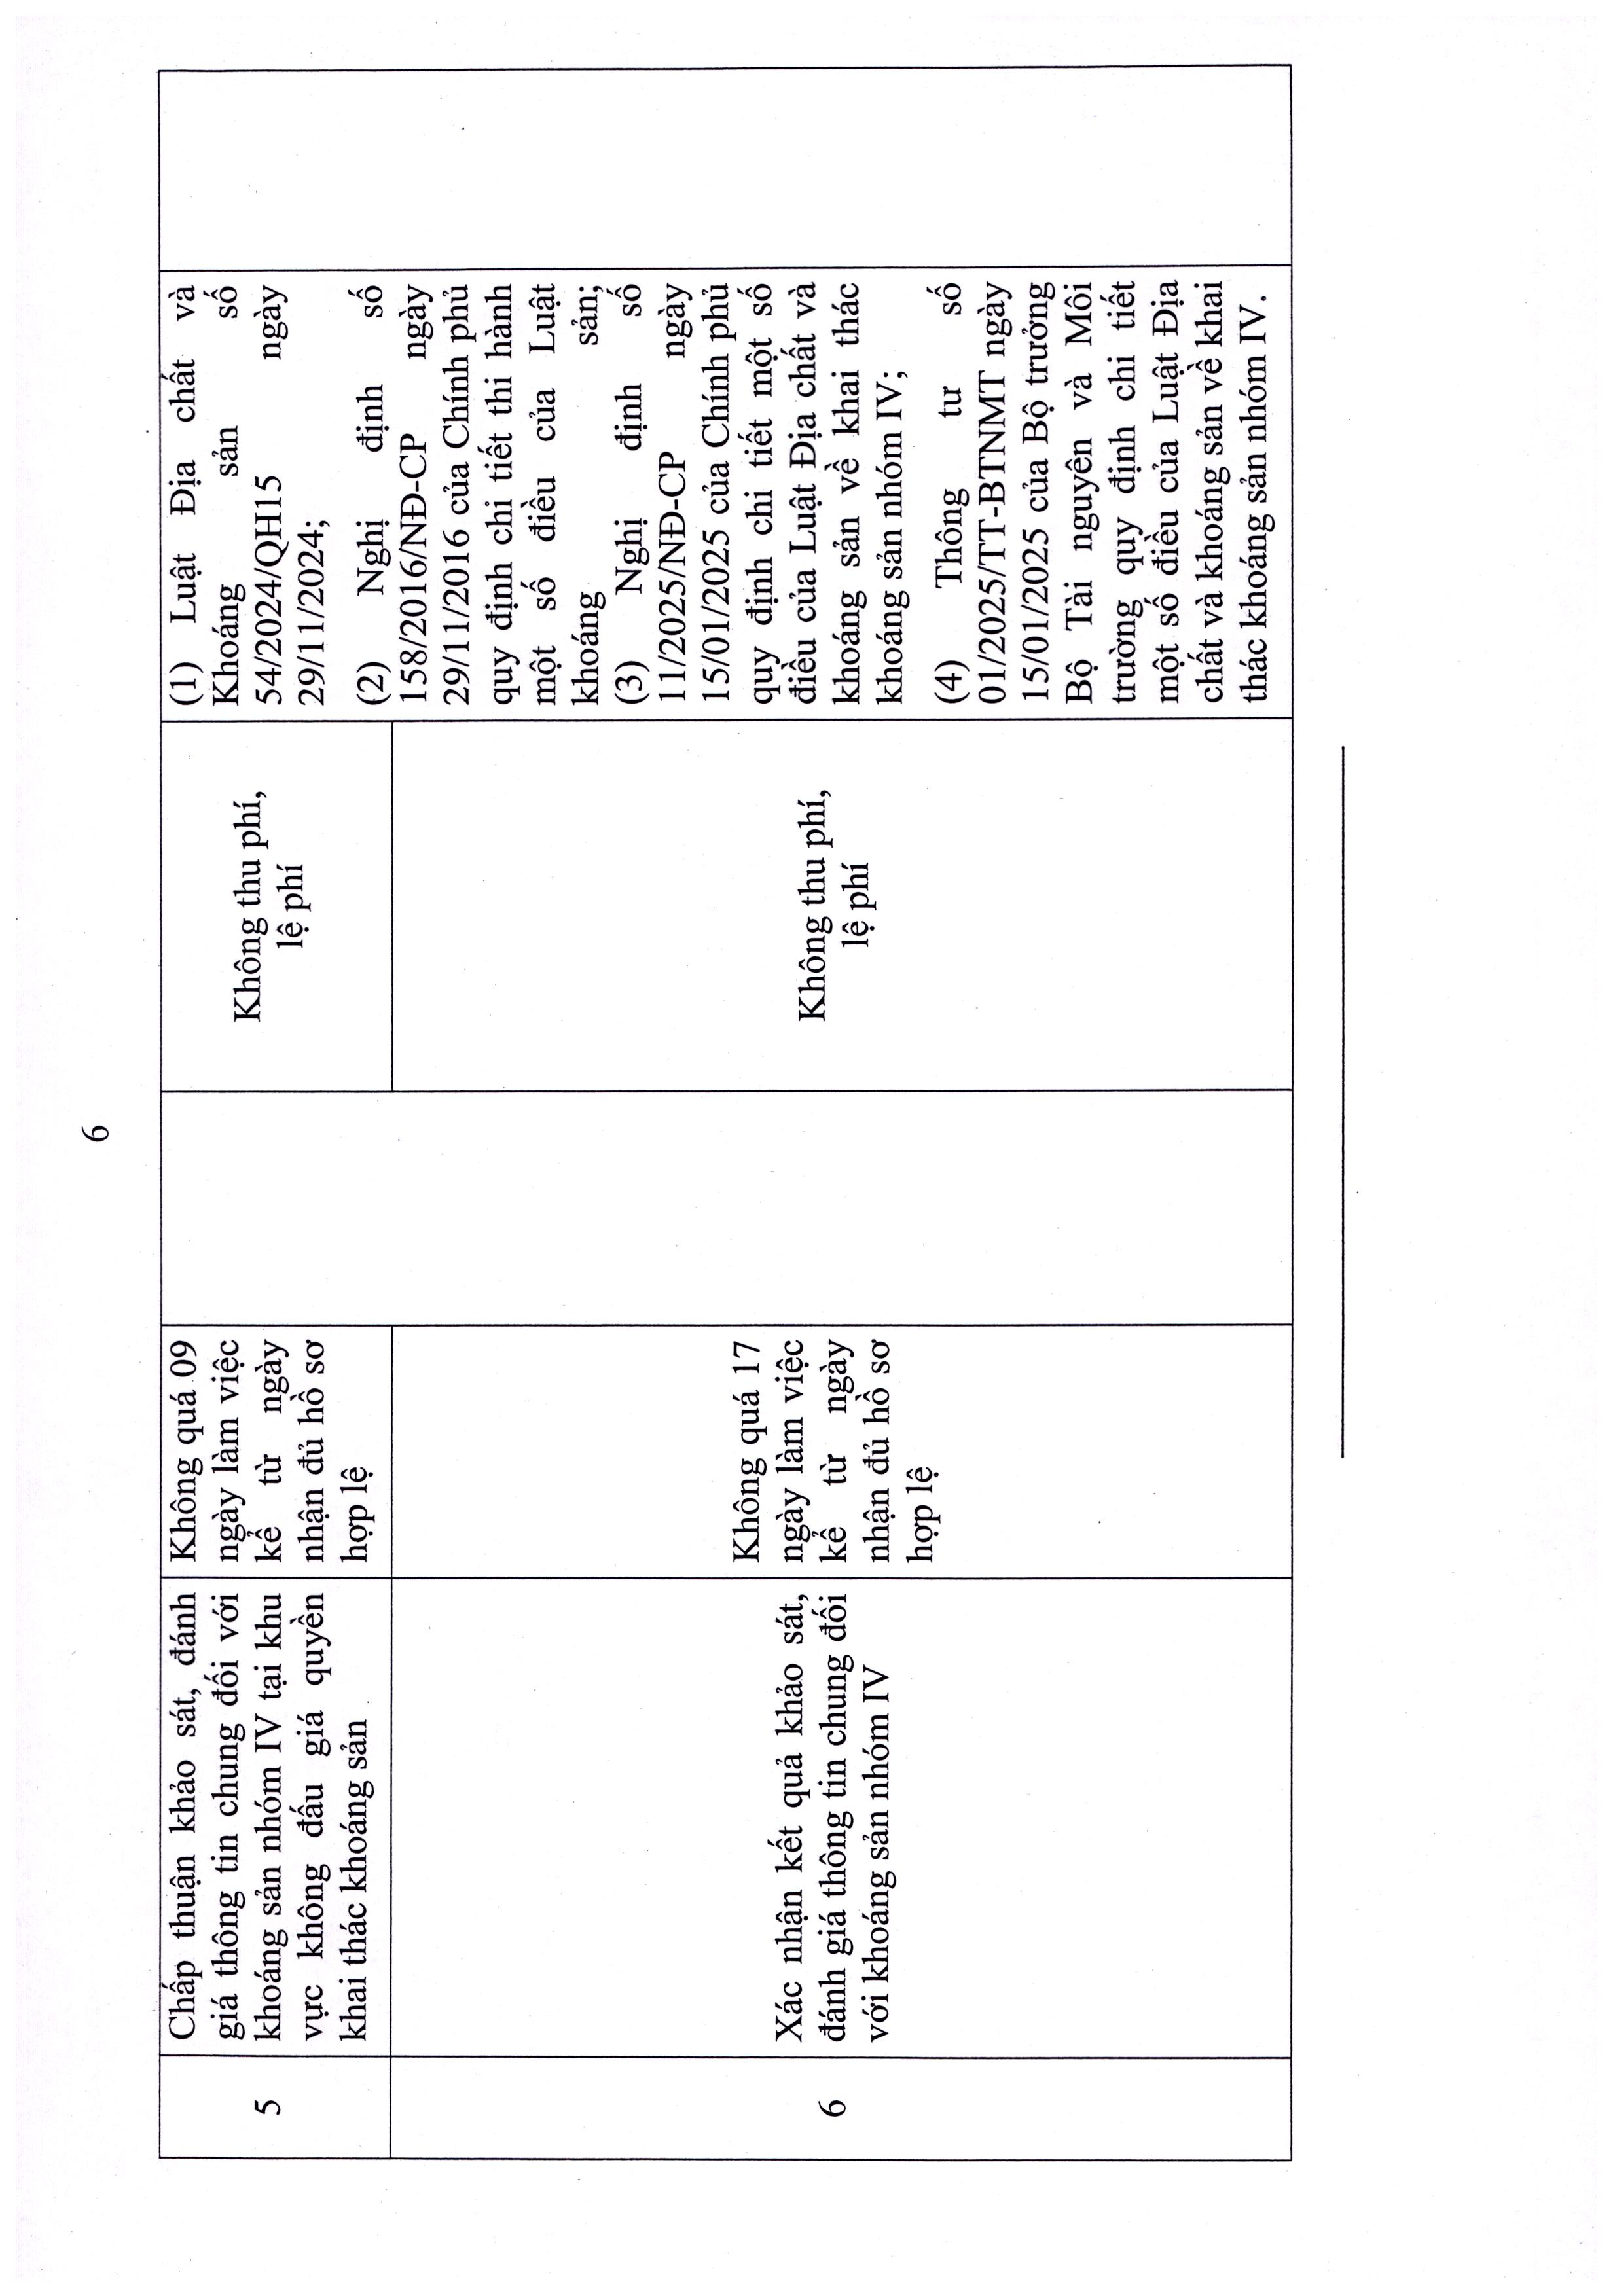 6
5
Chấp thuận khảo sát, đánh
giá thông tin chung đối với
khoáng sản nhóm IV tại khu
vực không đấu giá quyền
khai thác khoáng sản
Không quá 09
ngày làm việc
kể từ ngày
nhận đủ hồ sơ
hợp lệ
Không thu phí,
lệ phí
(1) Luật Địa chất và
Khoáng sản số
54/2024/QH15 ngày
29/11/2024;
(2) Nghị định số
158/2016/NĐ-CP ngày
29/11/2016 của Chính phủ
quy định chi tiết thi hành
một số điều của Luật
khoáng sản;
(3) Nghị định số
11/2025/NĐ-CP ngày
15/01/2025 của Chính phủ
quy định chi tiết một số
điều của Luật Địa chất và
khoáng sản về khai thác
khoáng sản nhóm IV;
(4) Thông tư số
01/2025/TT-BTNMT ngày
15/01/2025 của Bộ trưởng
Bộ Tài nguyên và Môi
trường quy định chi tiết
một số điều của Luật Địa
chất và khoáng sản về khai
thác khoáng sản nhóm IV.
6
Xác nhận kết quả khảo sát,
đánh giá thông tin chung đối
với khoáng sản nhóm IV
Không quá 17
ngày làm việc
kể từ ngày
nhận đủ hồ sơ
hợp lệ
Không thu phí,
lệ phí